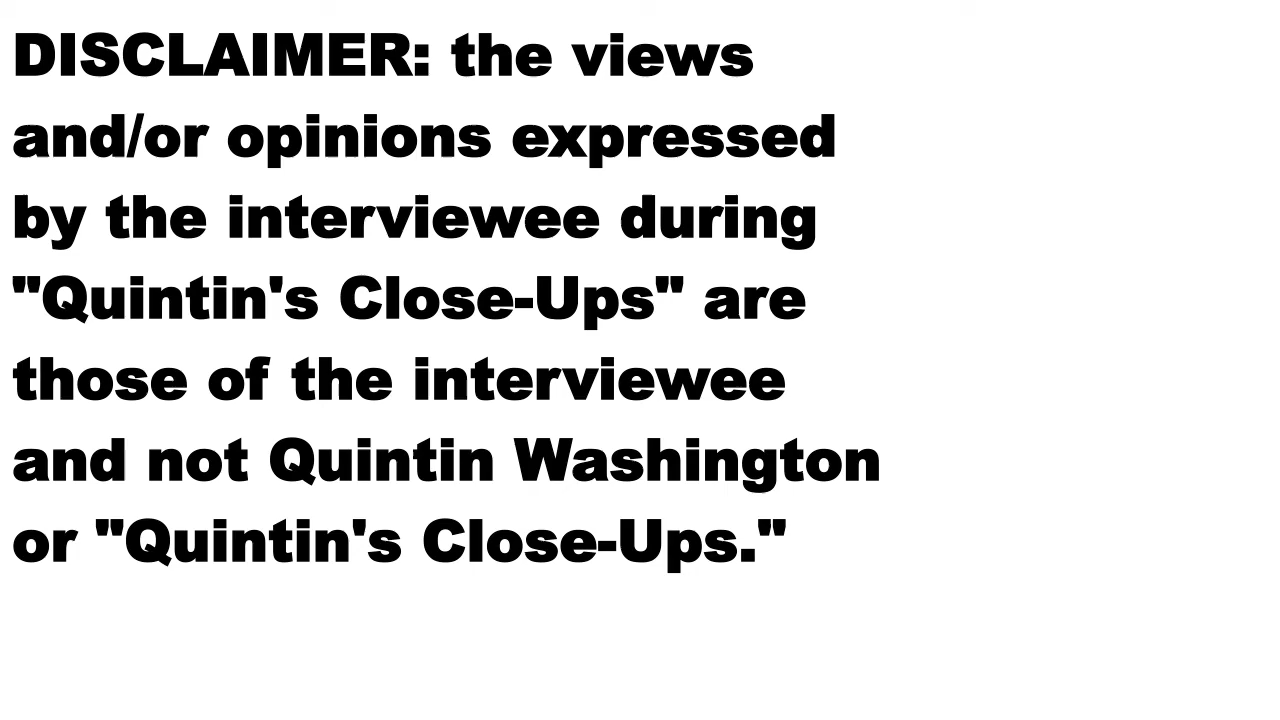 DISCLAIMER: the views
and/or opinions expressed
by the interviewee during
"Quintin's Close-Ups" are
those of the interviewee
and not Quintin Washington
or "Quintin's Close-Ups."